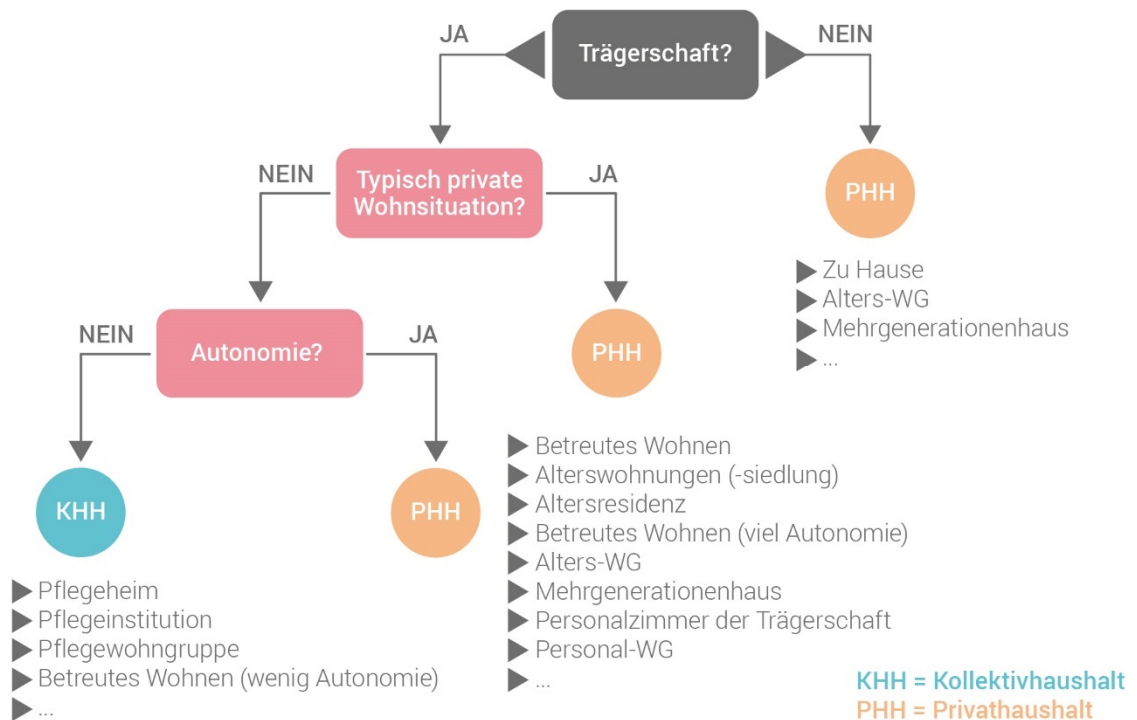 JA
Trägerschaft?
NEIN
NEIN
Typisch private
Wohnsituation?
JA
PHH
▶ Zu Hause
▶ Alters-WG
▶ Mehrgenerationenhaus
▶ ...
NEIN
Autonomie?
JA
PHH
KHH
PHH
▶ Betreutes Wohnen
▶ Alterswohnungen (-siedlung)
▶ Altersresidenz
▶ Betreutes Wohnen (viel Autonomie)
▶ Alters-WG
▶ Mehrgenerationenhaus
▶ Personalzimmer der Trägerschaft
▶ Personal-WG
▶ ...
▶ Pflegeheim
▶ Pflegeinstitution
▶ Pflegewohngruppe
▶ Betreutes Wohnen (wenig Autonomie)
▶ ...
KHH = Kollektivhaushalt
PHH = Privathaushalt